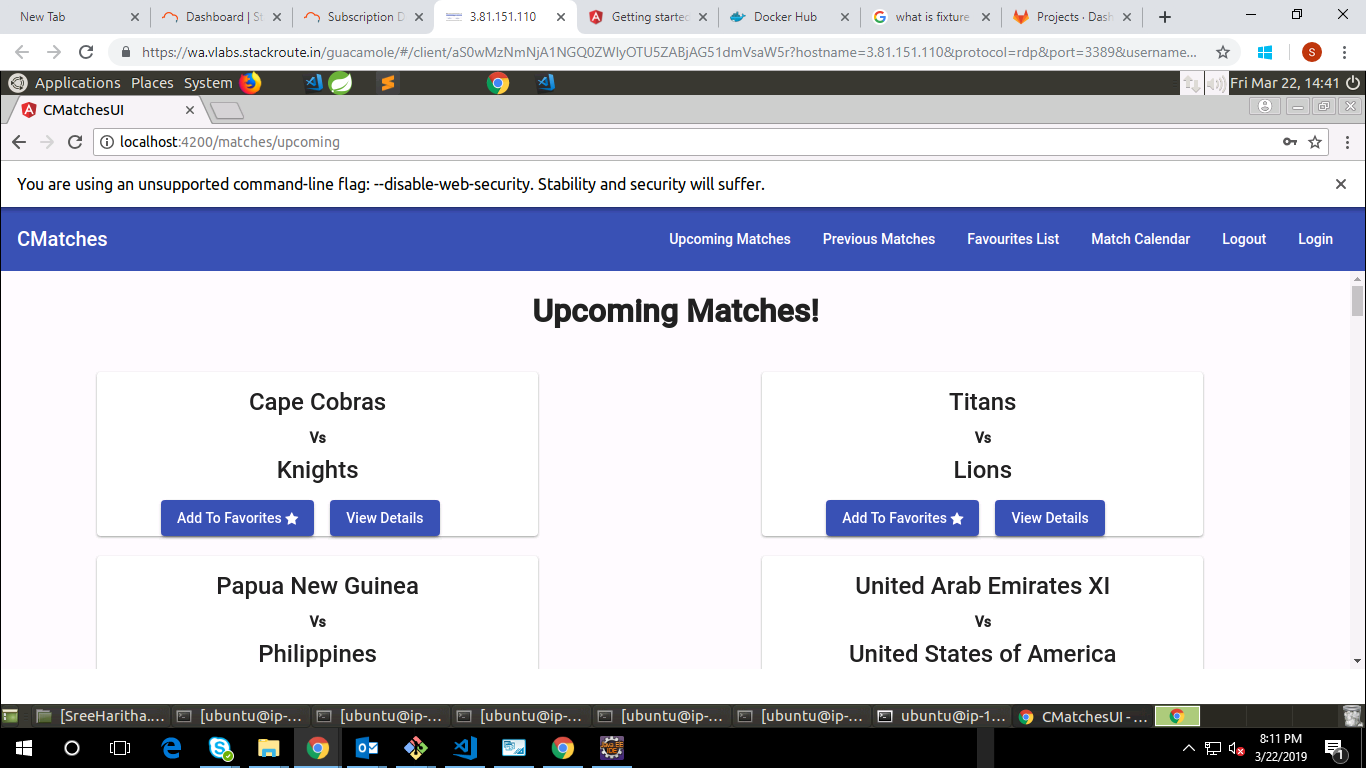 New Tab
Dashboard | St
Subscription D
3.81.151.110
Getting started
Docker Hub
what is fixture
Projects · Dash
https://wa.vlabs.stackroute.in/guacamole/#/client/aS0wMzNmNjA1NGQ0ZWIyOTU5ZABjAG51dmVsaW5r?hostname=3.81.151.110&protocol=rdp&port=3389&username...
S
Applications Places System
Fri Mar 22, 14:41
CMatchesUI
localhost:4200/matches/upcoming
You are using an unsupported command-line flag: --disable-web-security. Stability and security will suffer.
CMatches
Upcoming Matches
Previous Matches
Favourites List
Match Calendar
Logout
Login
Upcoming Matches!
Cape Cobras
Vs
Knights
Add To Favorites
View Details
Titans
Vs
Lions
Add To Favorites
View Details
Papua New Guinea
Vs
Philippines
United Arab Emirates XI
Vs
United States of America
[SreeHaritha....
[ubuntu@ip-...
[ubuntu@ip-...
[ubuntu@ip-...
[ubuntu@ip-...
[ubuntu@ip-...
ubuntu@ip-1...
CMatchesUI - ...
8:11 PM
3/22/2019
1